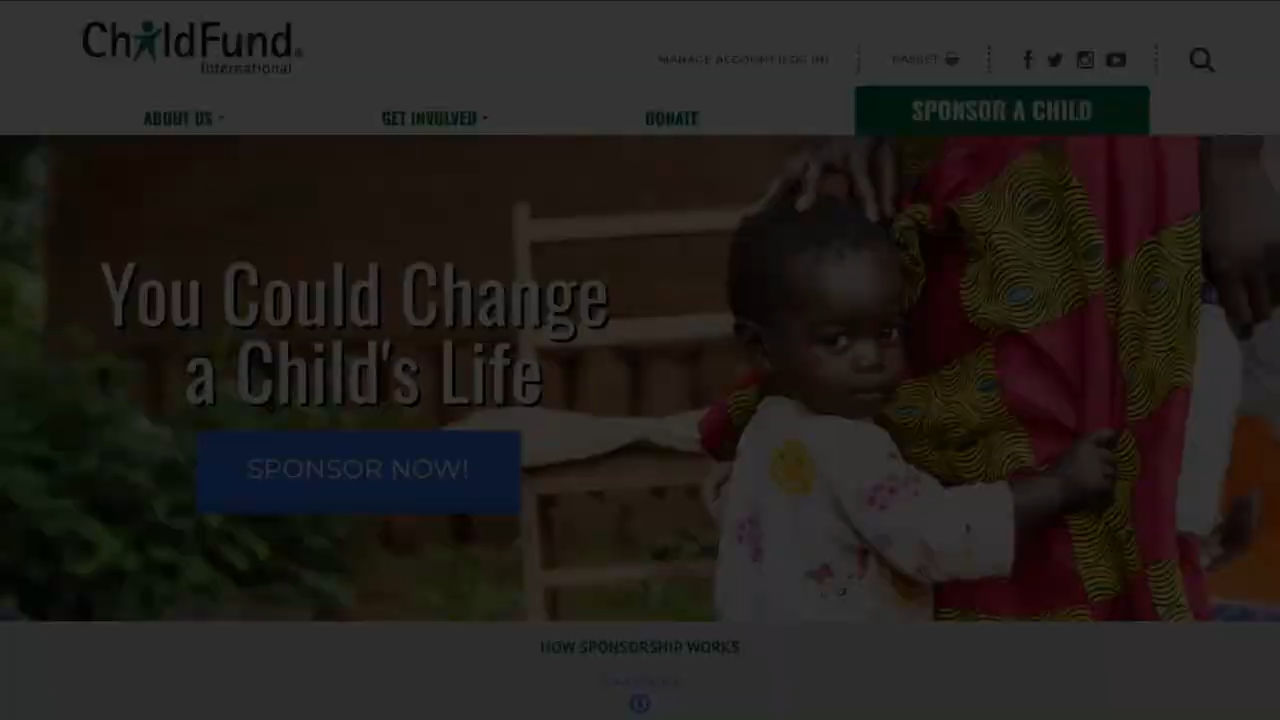 ChildFund
International
MANAGE ACCOUNT (LOG IN)
BASKET
ABOUT US
GET INVOLVED
DONATE
SPONSOR A CHILD
You Could Change
a Child's Life
SPONSOR NOW!
HOW SPONSORSHIP WORKS